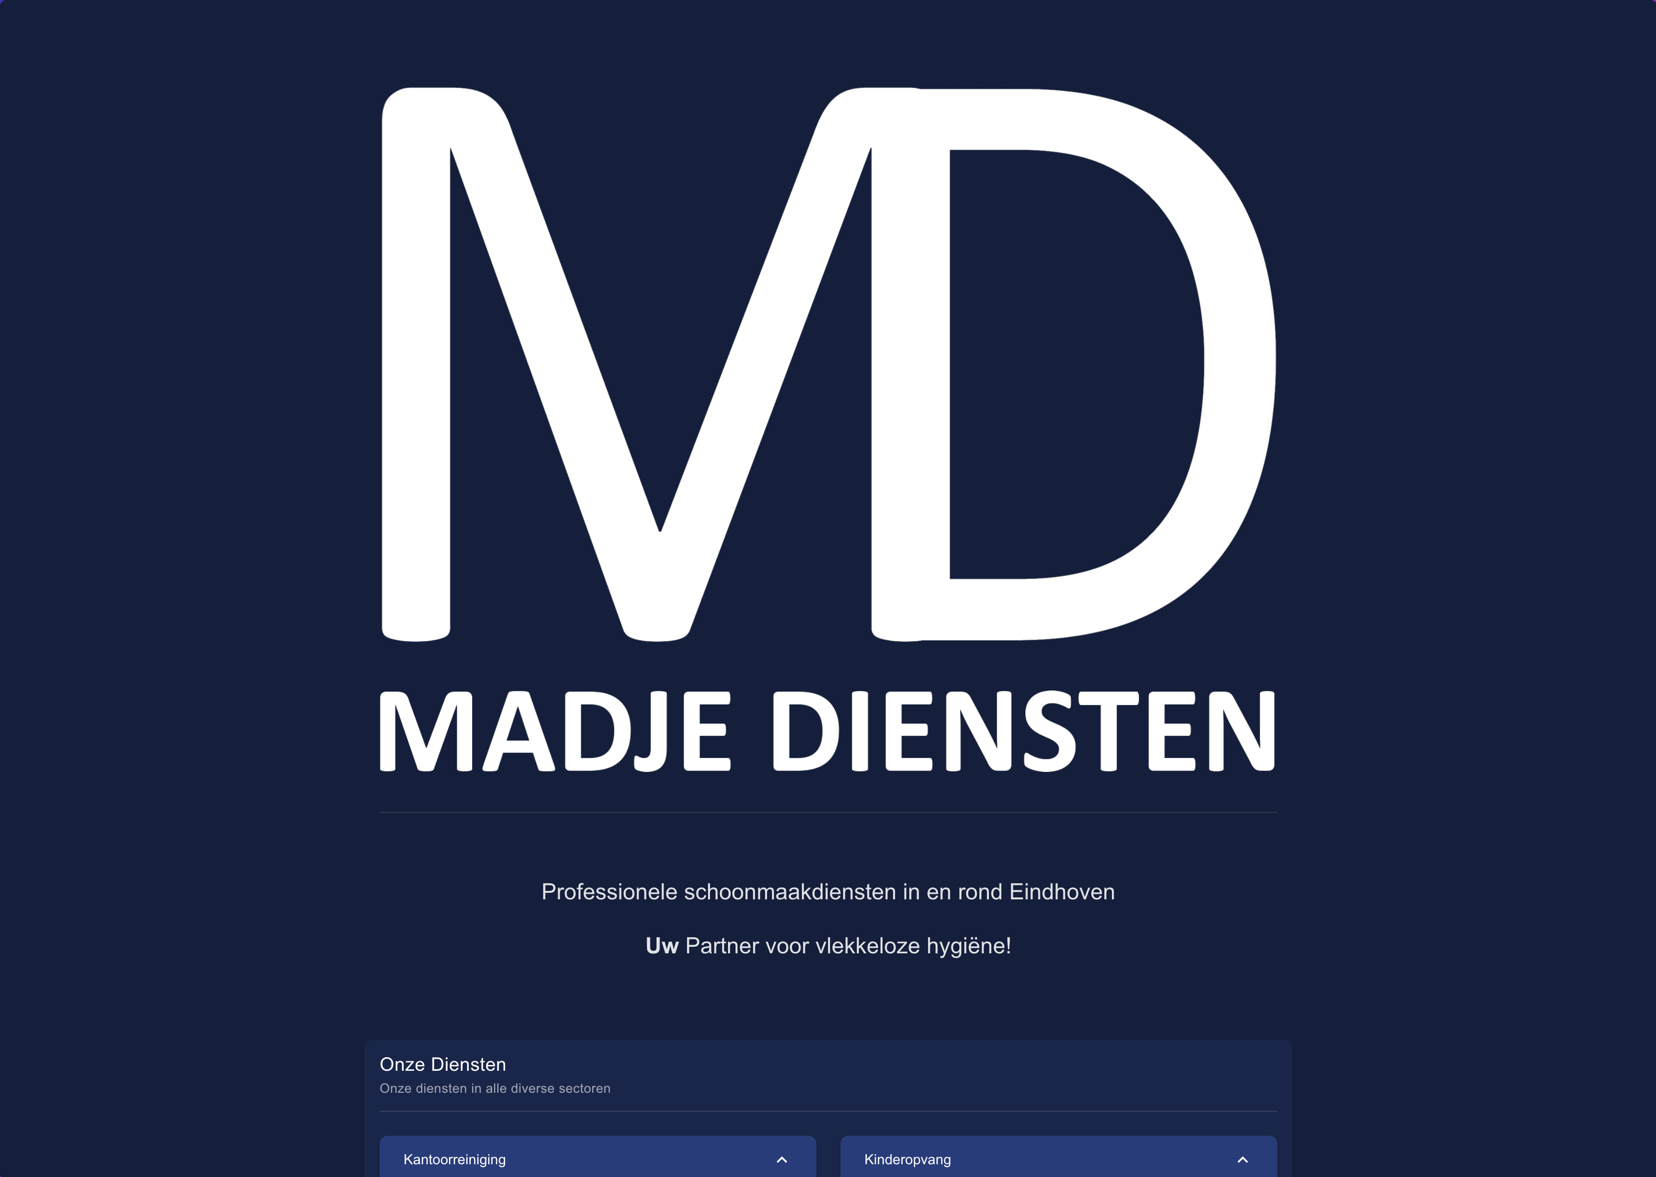 MD
MADJE DIENSTEN
Professionele schoonmaakdiensten in en rond Eindhoven
Uw Partner voor vlekkeloze hygiëne!
Onze Diensten
Onze diensten in alle diverse sectoren
Kantoorreiniging
Kinderopvang